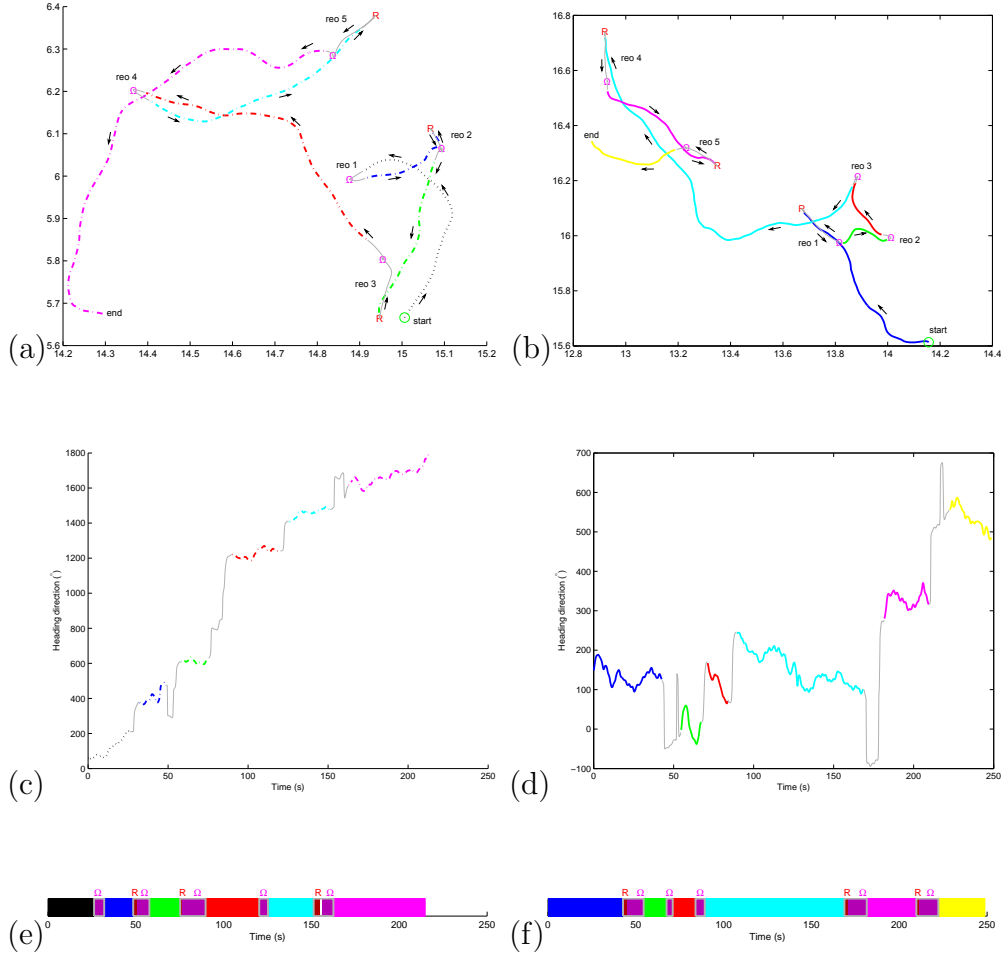 6.4
6.3
6.2
6.1
6
5.9
5.8
5.7
5.6
14.2 14.3 14.4 14.5 14.6 14.7 14.8 14.9 15 15.1 15.2
reo 5
R
Ω
reo 4
Ω
R
reo 2
Ω
reo 1
Ω
Ω
reo 3
R
start
end
(a)
16.8
16.6
16.4
16.2
16
15.8
15.6
12.8 13 13.2 13.4 13.6 13.8 14 14.2 14.4
R
reo 4
Ω
end
Ω
reo 5
R
reo 3
Ω
R
reo 1
Ω
Ω
reo 2
start
(b)
1800
1600
1400
1200
1000
800
600
400
200
0
0 50 100 150 200 250
Heading direction (°)
Time (s)
(c)
700
600
500
400
300
200
100
0
−100
0 50 100 150 200 250
Heading direction (°)
Time (s)
(d)
Ω R Ω R Ω Ω R Ω
0 50 100 150 200 250
Time (s)
(e)
R Ω Ω Ω R Ω R Ω
0 50 100 150 200 250
Time (s)
(f)